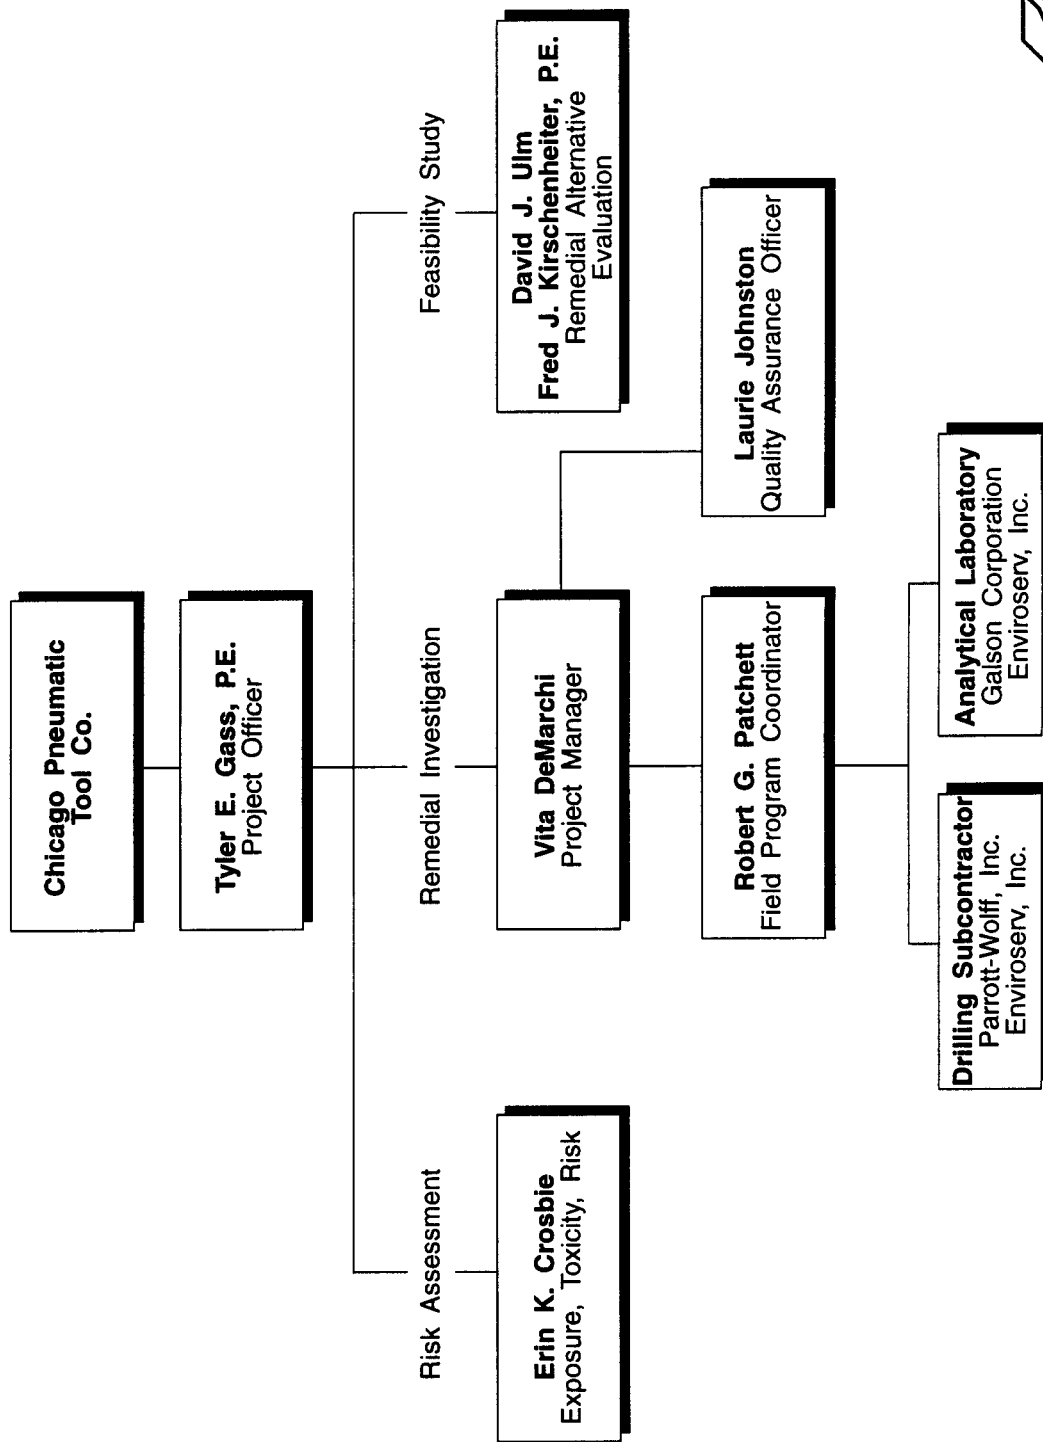 Chicago Pneumatic
Tool Co.
Tyler E. Gass, P.E.
Project Officer
Risk Assessment
Remedial Investigation
Feasibility Study
Erin K. Crosbie
Exposure, Toxicity, Risk
Vita DeMarchi
Project Manager
David J. Ulm
Fred J. Kirschenheiter, P.E.
Remedial Alternative
Evaluation
Robert G. Patchett
Field Program Coordinator
Laurie Johnston
Quality Assurance Officer
Drilling Subcontractor
Parrott-Wolff, Inc.
Enviroserv, Inc.
Analytical Laboratory
Galson Corporation
Enviroserv, Inc.